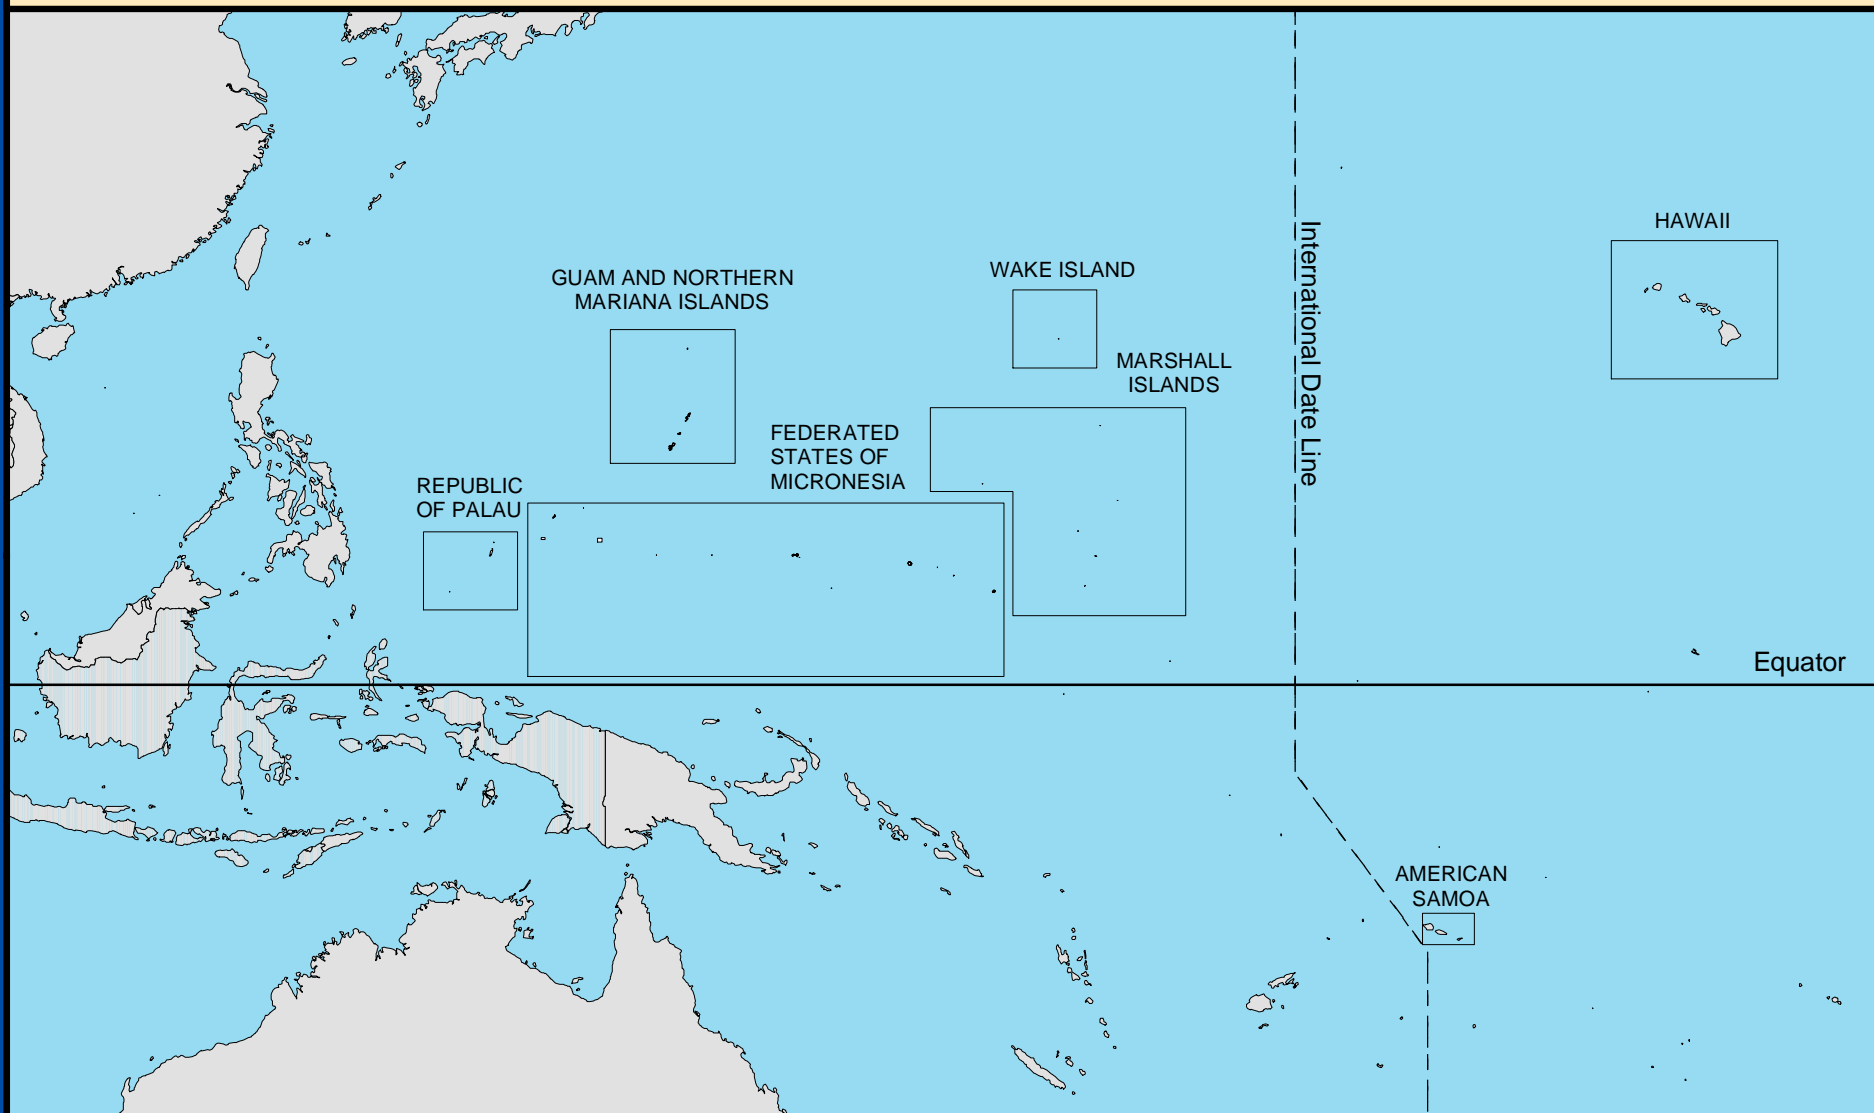 HAWAII
GUAM AND NORTHERN
MARIANA ISLANDS
WAKE ISLAND
International Date Line
MARSHALL
ISLANDS
FEDERATED
STATES OF
MICRONESIA
REPUBLIC
OF PALAU
Equator
AMERICAN
SAMOA